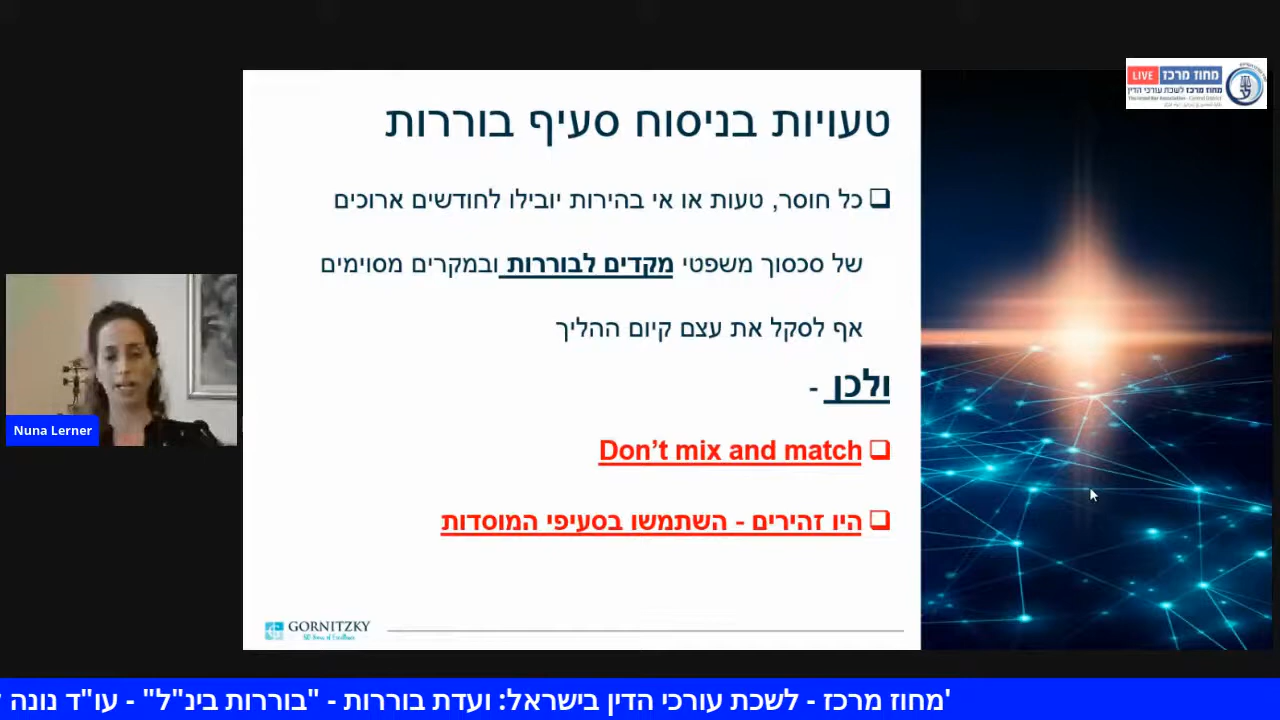 LIVE מחוז מרכז
מחוז מרכז לשכת עורכי הדין
טעויות בניסוח סעיף בוררות
כל חוסר, טעות או אי בהירות יובילו לחודשים ארוכים
של סכסוך משפטי מקדים לבוררות ובמקרים מסוימים
אף לסקל את עצם קיום ההליך
ולכן -
Don’t mix and match
היו זהירים - השתמשו בסעיפי המוסדות
Nuna Lerner
GORNITZKY
'מחוז מרכז - לשכת עורכי הדין בישראל: ועדת בוררות - "בוררות בינ"ל" - עו"ד נונה